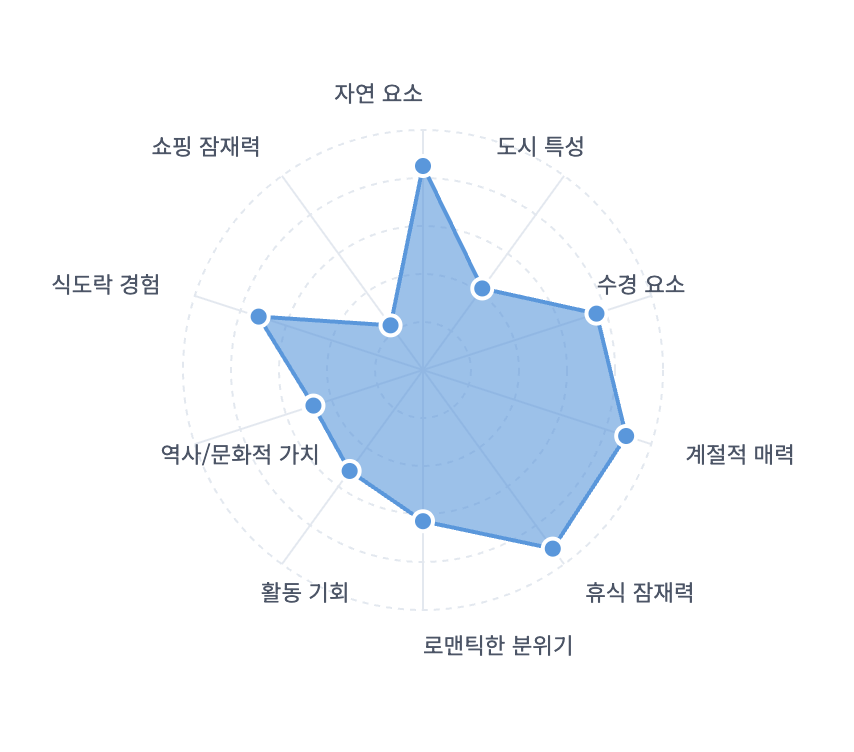 자연 요소
쇼핑 잠재력
도시 특성
식도락 경험
수경 요소
역사/문화적 가치
계절적 매력
활동 기회
휴식 잠재력
로맨틱한 분위기